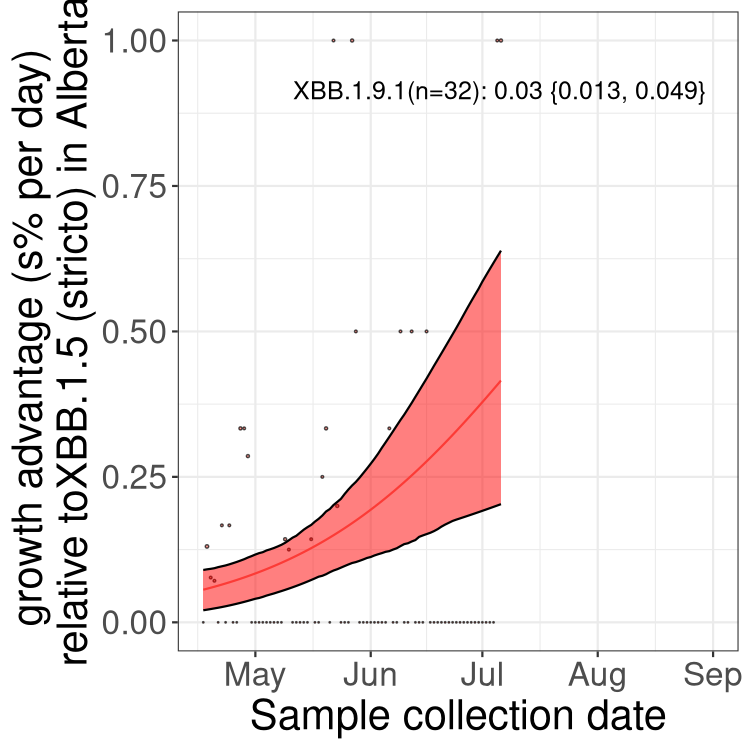 growth advantage (s% per day)
relative toXBB.1.5 (stricto) in Alberta
1.00
0.75
0.50
0.25
0.00
XBB.1.9.1(n=32): 0.03 {0.013, 0.049}
May Jun Jul Aug Sep
Sample collection date